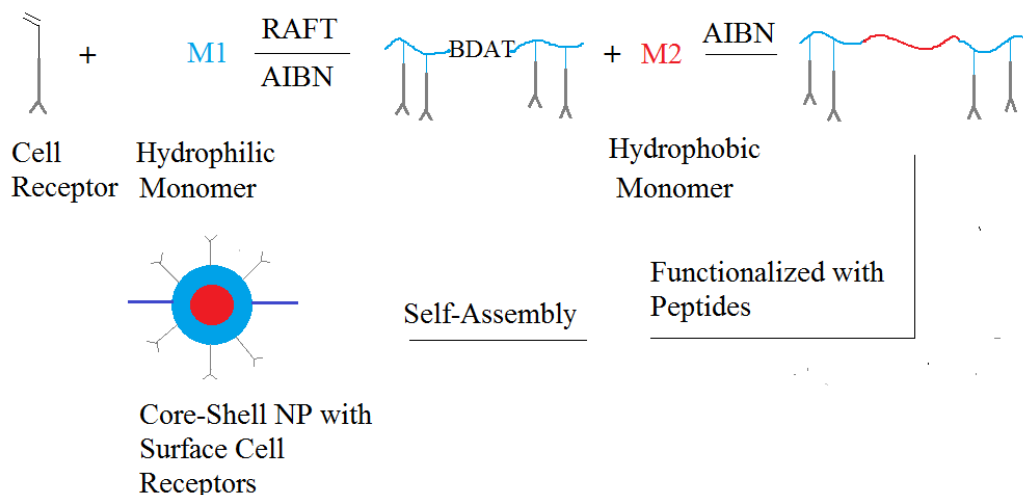 RAFT
AIBN
+
M1
BDAT
+
M2
AIBN
Cell
Receptor
Hydrophilic
Monomer
Hydrophobic
Monomer
Functionalized with
Peptides
Self-Assembly
Core-Shell NP with
Surface Cell
Receptors